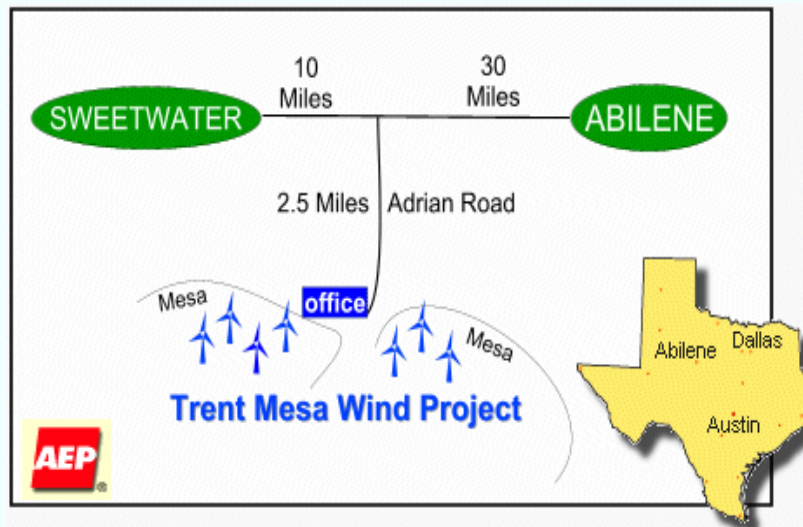 10
Miles
30
Miles
SWEETWATER
ABILENE
2.5 Miles
Adrian Road
Mesa
office
Mesa
Trent Mesa Wind Project
Abilene
Dallas
Austin
AEP
®